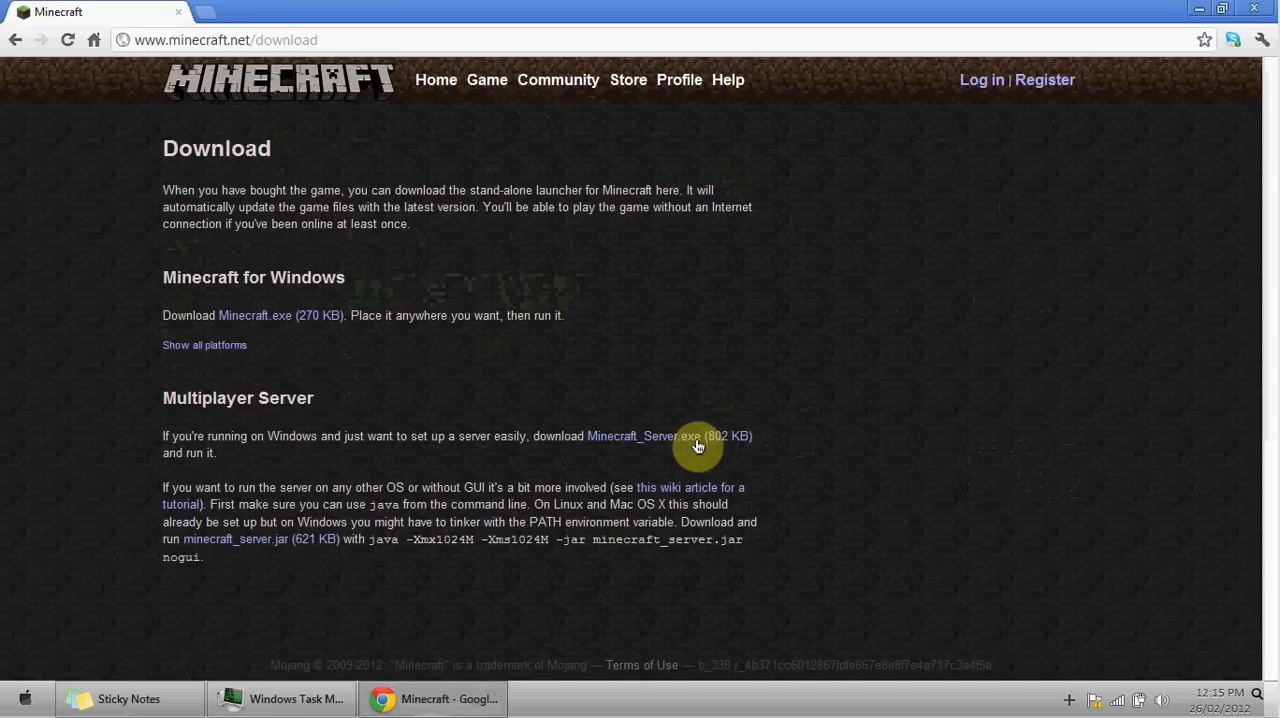 Minecraft
www.minecraft.net/download
MINECRAFT
Home Game Community Store Profile Help
Log in | Register
Download
When you have bought the game, you can download the stand-alone launcher for Minecraft here. It will
automatically update the game files with the latest version. You'll be able to play the game without an Internet
connection if you've been online at least once.
Minecraft for Windows
Download Minecraft.exe (270 KB). Place it anywhere you want, then run it.
Show all platforms
Multiplayer Server
If you're running on Windows and just want to set up a server easily, download Minecraft_Server.exe (802 KB)
and run it.
If you want to run the server on any other OS or without GUI it's a bit more involved (see this wiki article for a
tutorial). First make sure you can use java from the command line. On Linux and Mac OS X this should
already be set up but on Windows you might have to tinker with the PATH environment variable. Download and
run minecraft_server.jar (621 KB) with java -Xmx1024M -Xms1024M -jar minecraft_server.jar
nogui.
Mojang © 2009-2012. "Minecraft" is a trademark of Mojang — Terms of Use —
Sticky Notes
Windows Task M...
Minecraft - Googl...
12:15 PM
26/02/2012